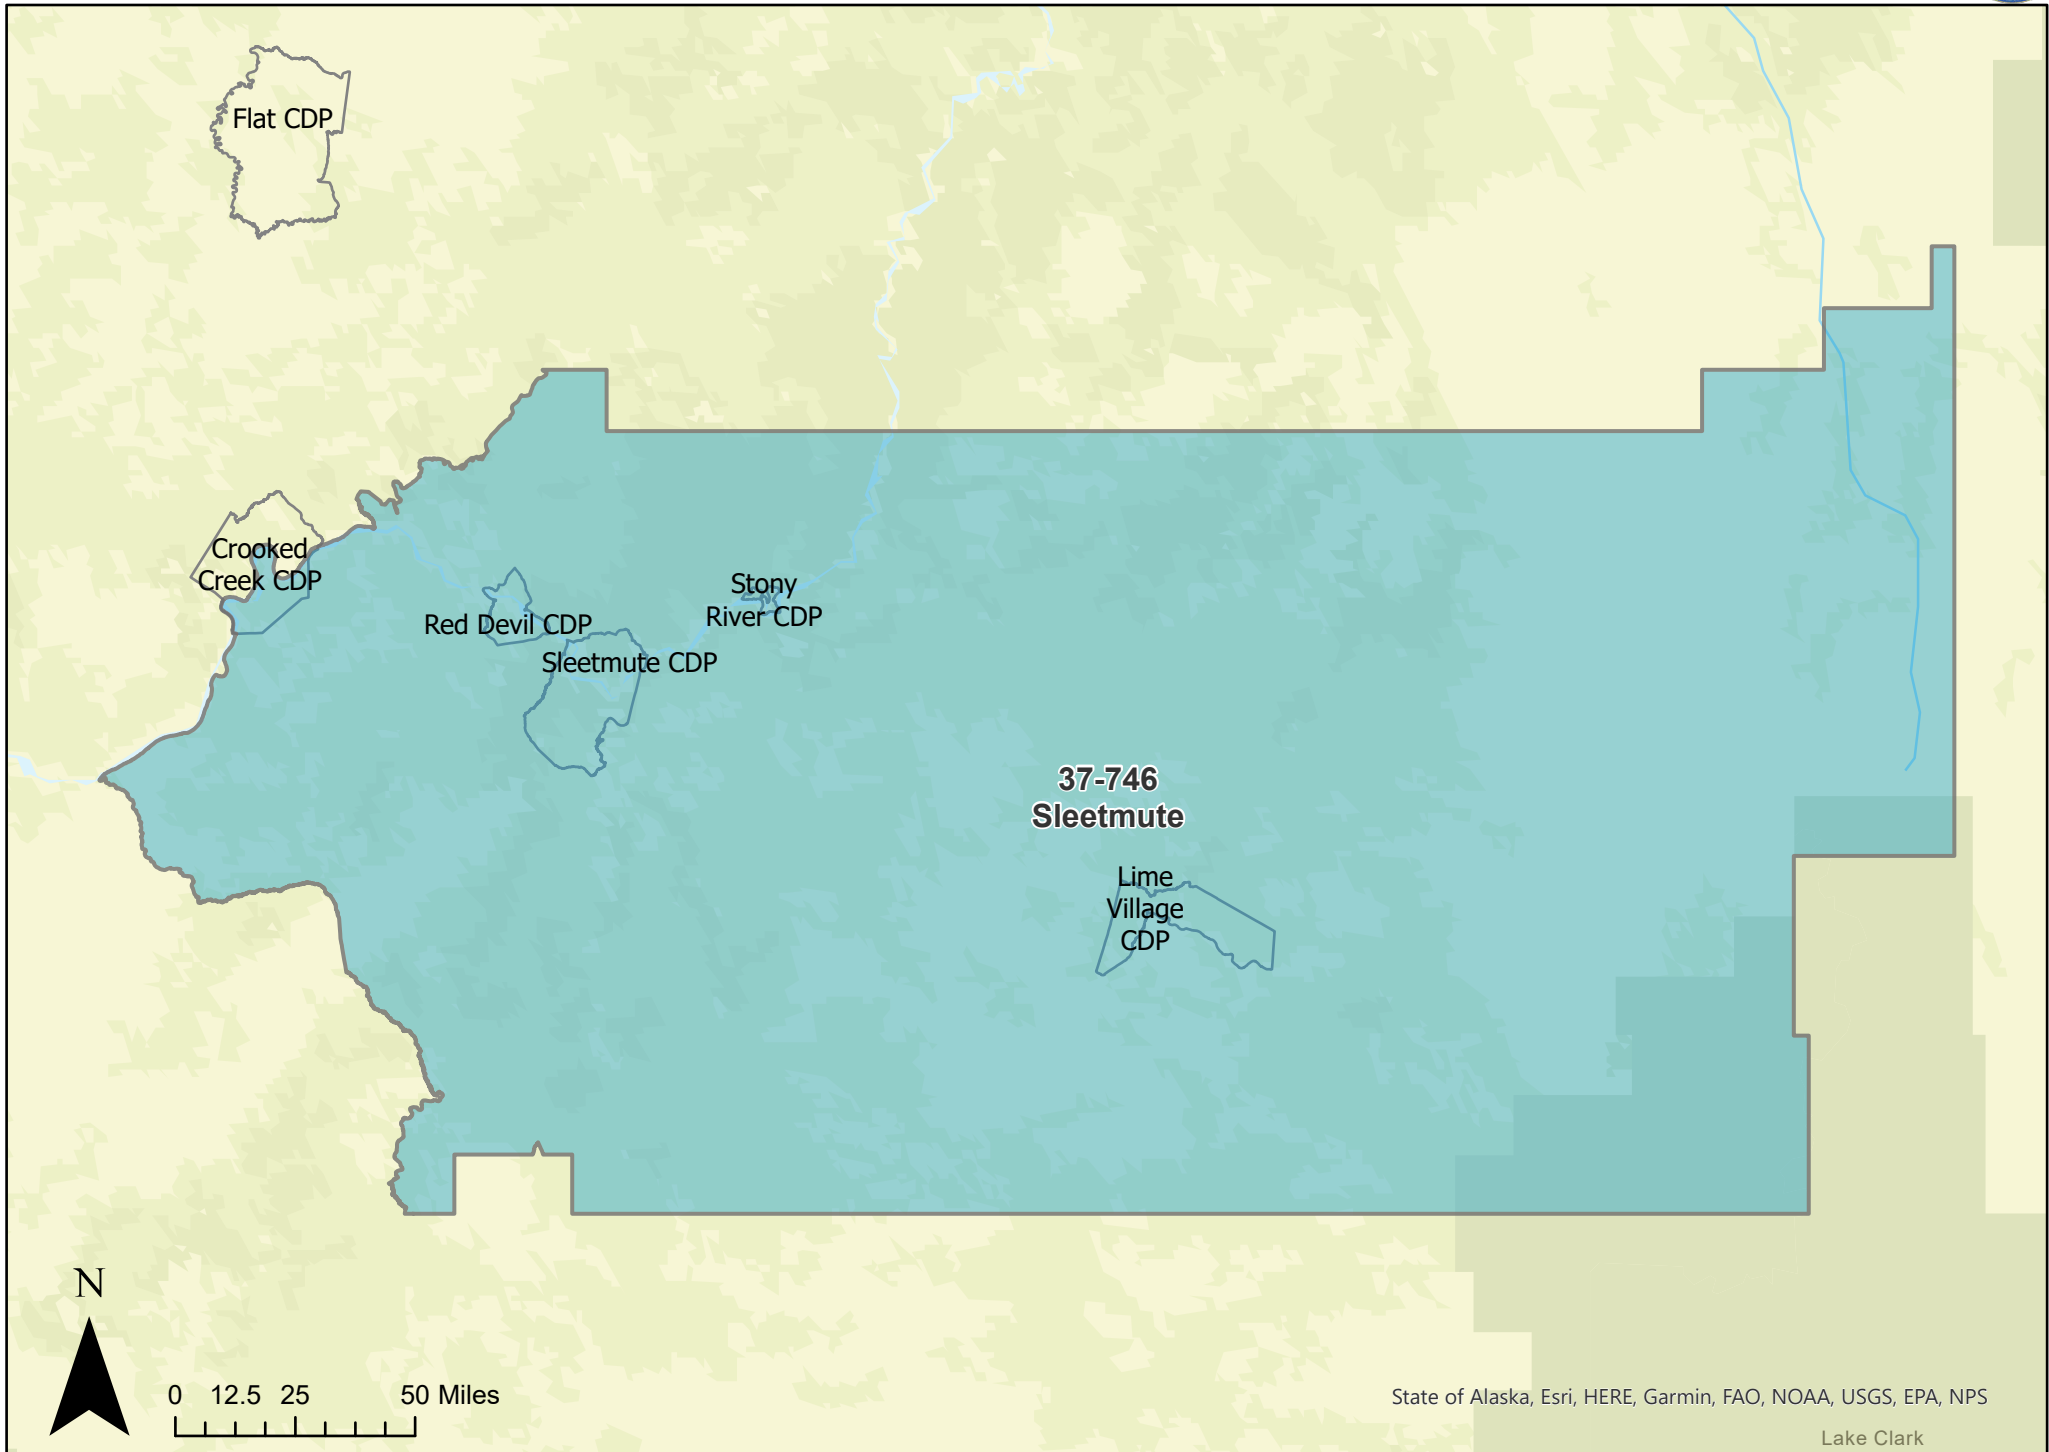 Flat CDP
Crooked
Creek CDP
Red Devil CDP
Stony
River CDP
Sleetmute CDP
37-746
Sleetmute
Lime
Village
CDP
N
0 12.5 25 50 Miles
State of Alaska, Esri, HERE, Garmin, FAO, NOAA, USGS, EPA, NPS
Lake Clark